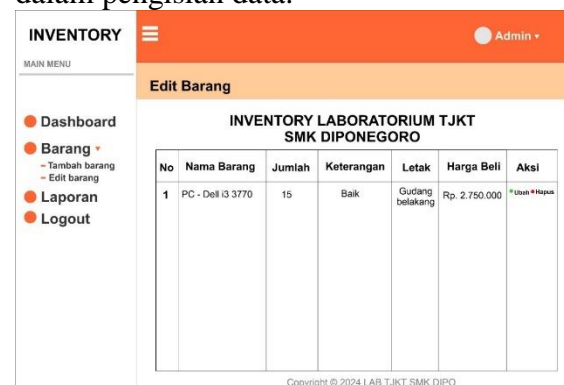 dalam pengisian data.
INVENTORY
Admin
MAIN MENU
Edit Barang
Dashboard
Barang
- Tambah barang
- Edit barang
Laporan
Logout
INVENTORY LABORATORIUM TJKT
SMK DIPONEGORO
No Nama Barang Jumlah Keterangan Letak Harga Beli Aksi
1 PC - Dell i3 3770 15 Baik Gudang belakang Rp. 2.750.000 Ubah Hapus
Copyright © 2024 LAB TJKT SMK DIPO